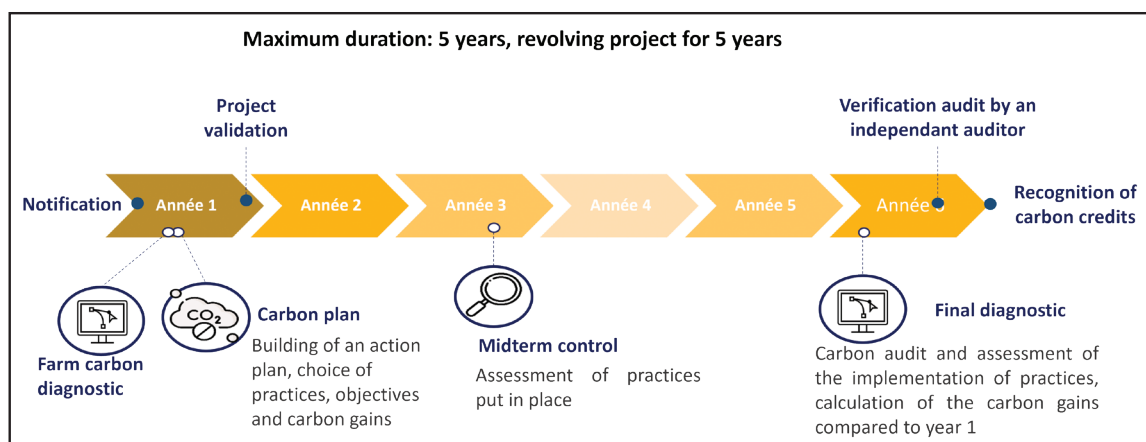 Maximum duration: 5 years, revolving project for 5 years
Project
validation
Verification audit by an
independant auditor
Notification
Année 1
Année 2
Année 3
Année 4
Année 5
Année 6
Recognition of
carbon credits
Farm carbon
diagnostic
CO2
Carbon plan
Building of an action
plan, choice of
practices, objectives
and carbon gains
Midterm control
Assessment of practices
put in place
Final diagnostic
Carbon audit and assessment of
the implementation of practices,
calculation of the carbon gains
compared to year 1